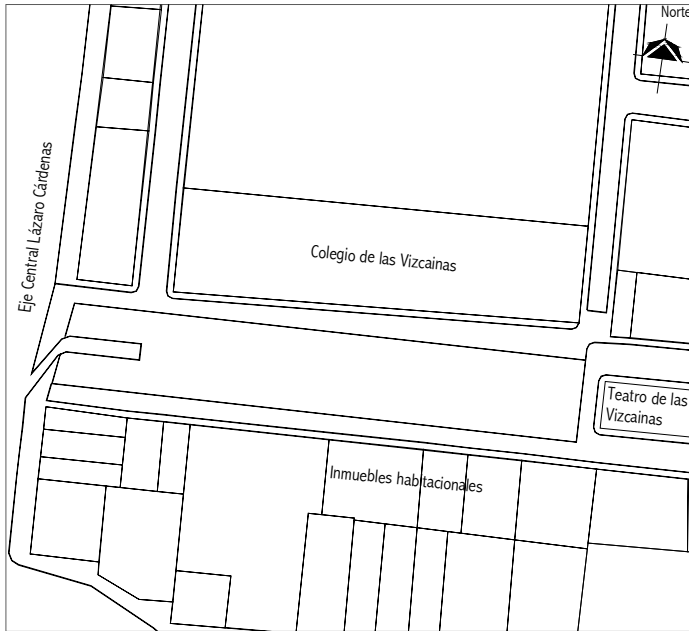 Norte
Eje Central Lázaro Cárdenas
Colegio de las Vizcainas
Teatro de las
Vizcainas
Inmuebles habitacionales